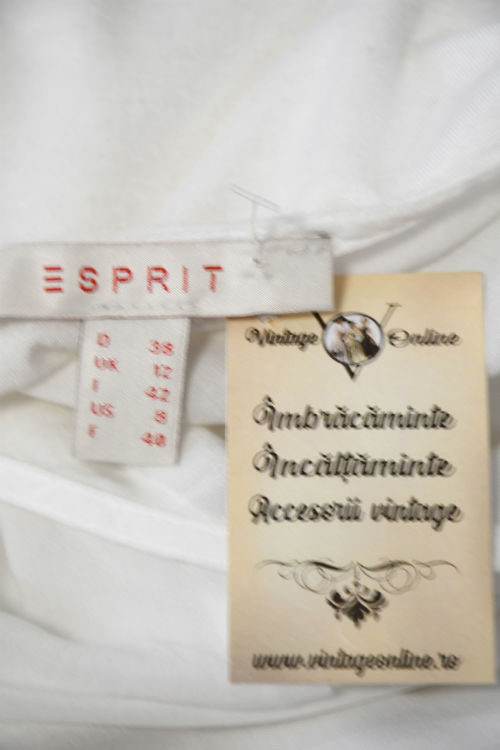 ESPRIT
D 38
UK 12
I 42
US 8
F 40
Vintage Online
Îmbrăcăminte
Încălțăminte
Accesorii vintage
www.vintageonline.ro